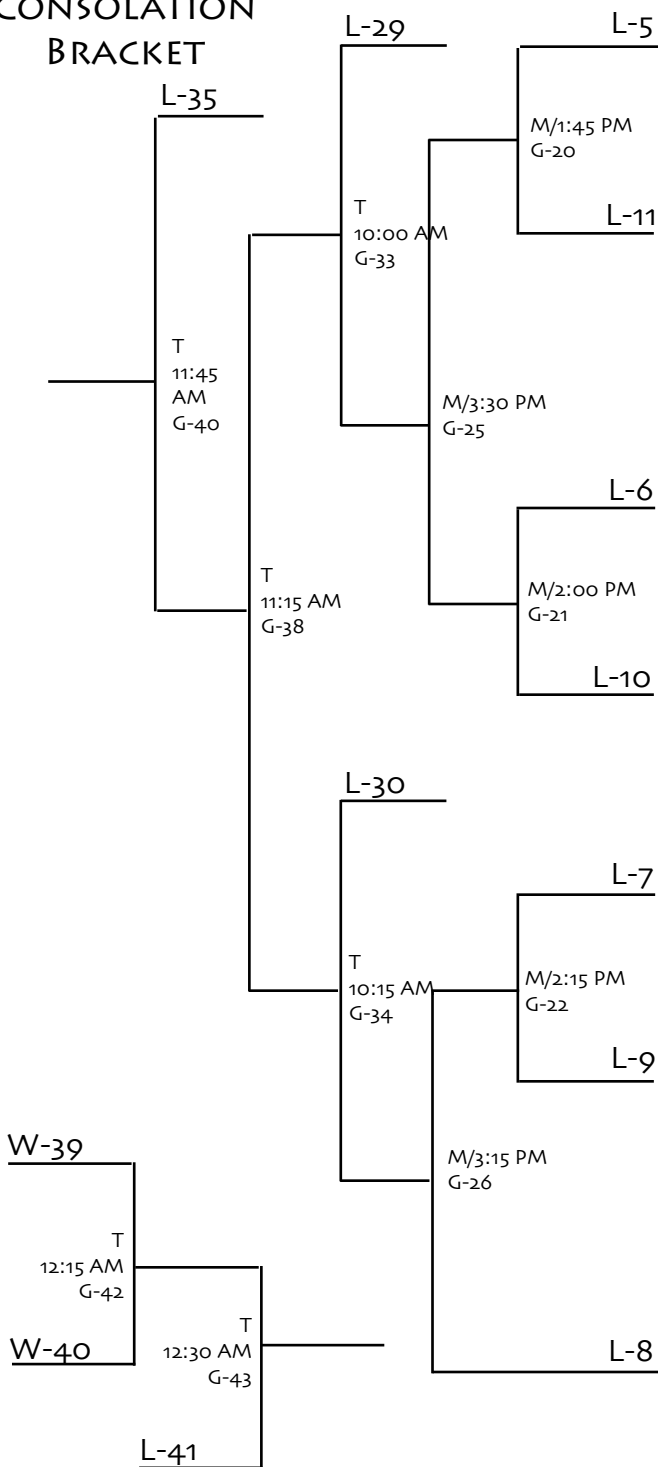 CONSOLATION
BRACKET
L-29
L-5
L-35
M/1:45 PM
G-20
T
10:00 AM
G-33
L-11
T
11:45
AM
G-40
M/3:30 PM
G-25
L-6
T
11:15 AM
G-38
M/2:00 PM
G-21
L-10
L-30
L-7
T
10:15 AM
G-34
M/2:15 PM
G-22
L-9
W-39
M/3:15 PM
G-26
T
12:15 AM
G-42
W-40
T
12:30 AM
G-43
L-8
L-41